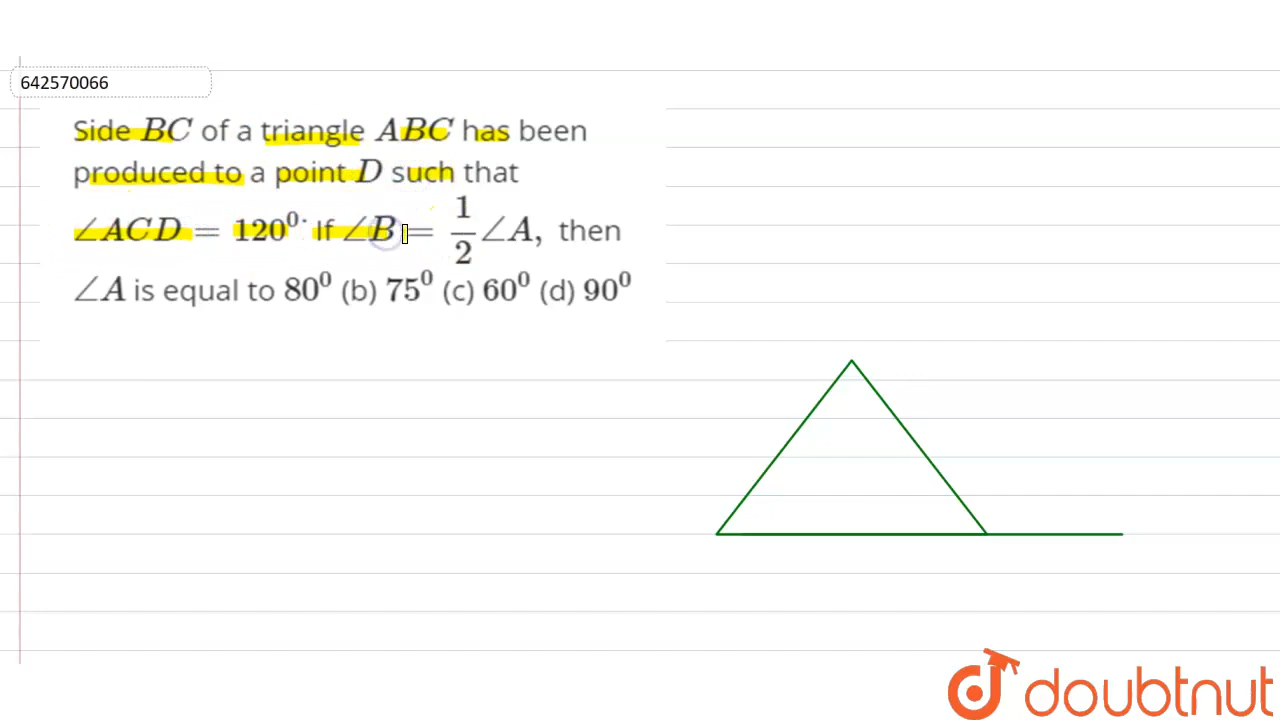 642570066
Side BC of a triangle ABC has been
produced to a point D such that
∠ACD = 120⁰· If ∠B = 1/2 ∠A, then
∠A is equal to 80⁰ (b) 75⁰ (c) 60⁰ (d) 90⁰
doubtnut